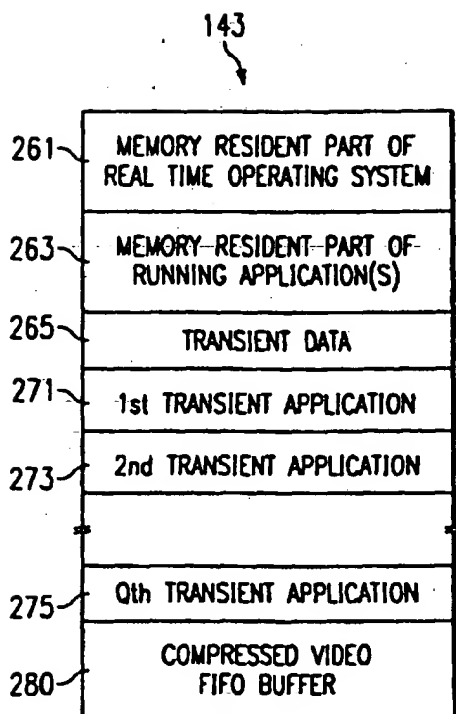 143
261
MEMORY RESIDENT PART OF
REAL TIME OPERATING SYSTEM
263
MEMORY RESIDENT PART OF
RUNNING APPLICATION(S)
265
TRANSIENT DATA
271
1st TRANSIENT APPLICATION
273
2nd TRANSIENT APPLICATION
275
Qth TRANSIENT APPLICATION
280
COMPRESSED VIDEO
FIFO BUFFER